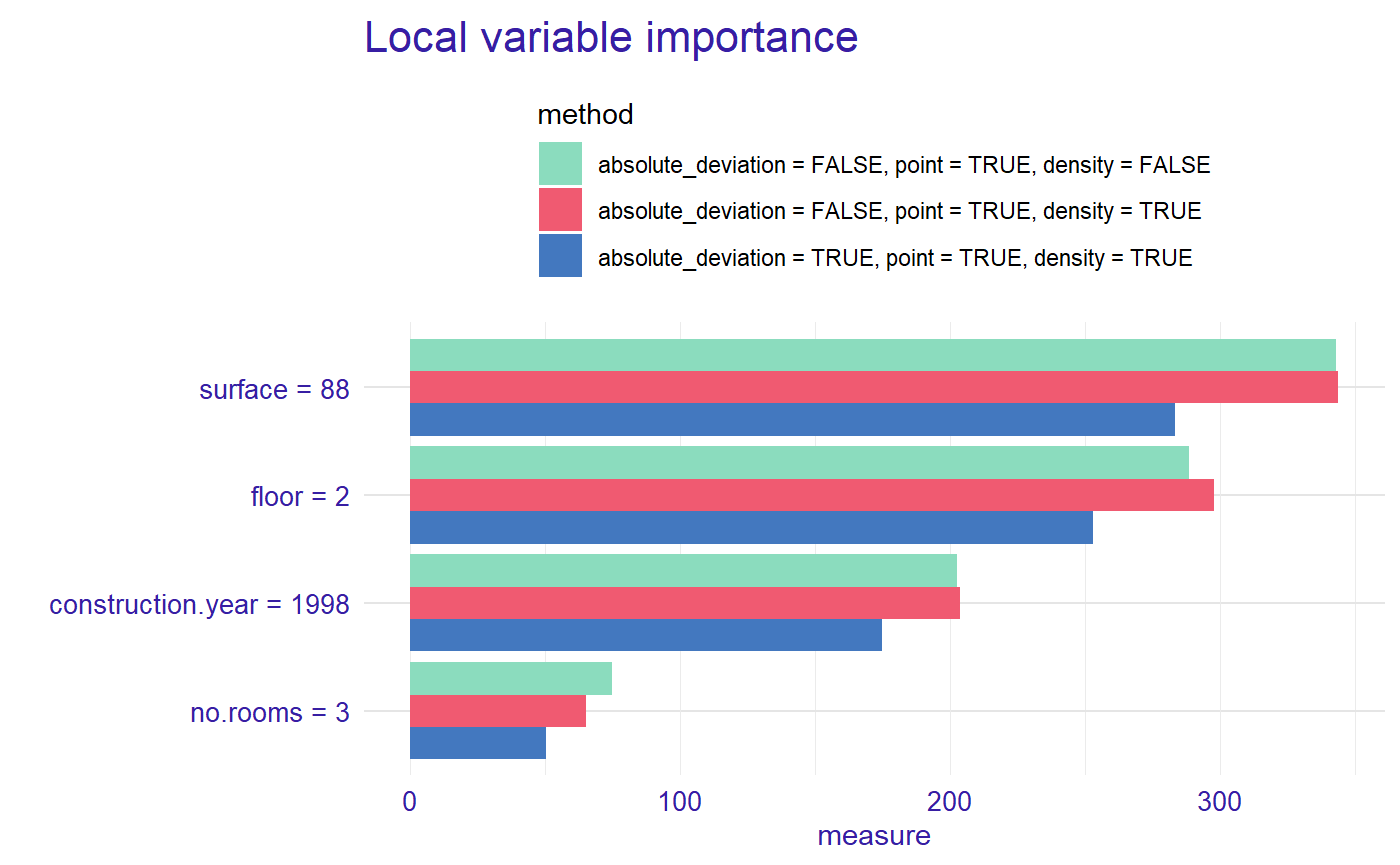 Local variable importance
method
absolute_deviation = FALSE, point = TRUE, density = FALSE
absolute_deviation = FALSE, point = TRUE, density = TRUE
absolute_deviation = TRUE, point = TRUE, density = TRUE
surface = 88
floor = 2
construction.year = 1998
no.rooms = 3
0 100 200 300
measure